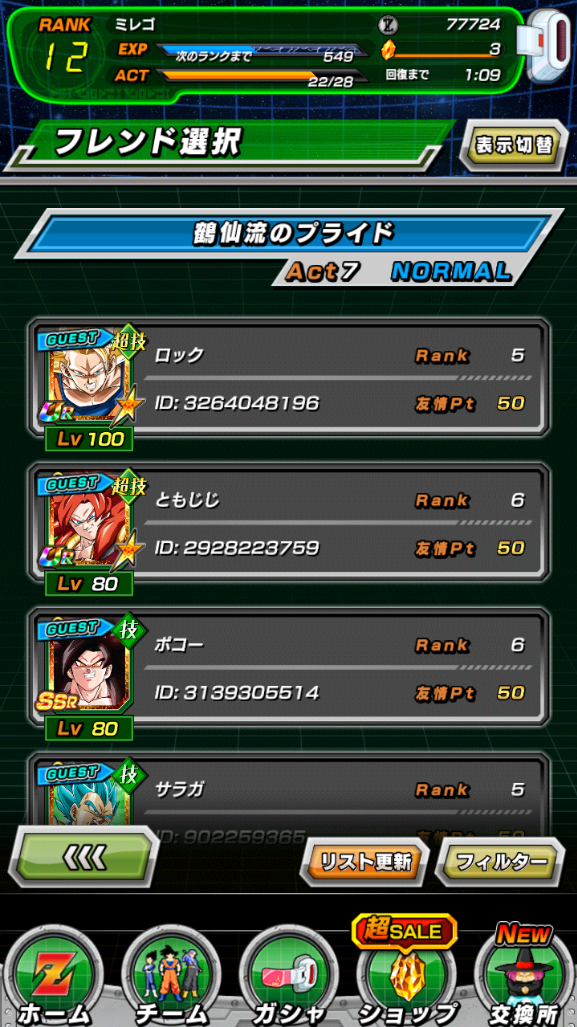 RANK ミレゴ 77724
12 EXP 次のランクまで 549 3
ACT 22/28 回復まで 1:09
フレンド選択 表示切替
鶴仙流のプライド
Act7 NORMAL
GUEST 超技 ロック Rank 5
UR ID: 3264048196 友情Pt 50
Lv 100
GUEST 超技 ともじじ Rank 6
UR ID: 2928223759 友情Pt 50
Lv 80
GUEST 技 ポコー Rank 6
SSR ID: 3139305514 友情Pt 50
Lv 80
GUEST 技 サラガ Rank 5
ID: 902259365 友情Pt 50
リスト更新 フィルター
超SALE NEW
ホーム チーム ガシャ ショップ 交換所